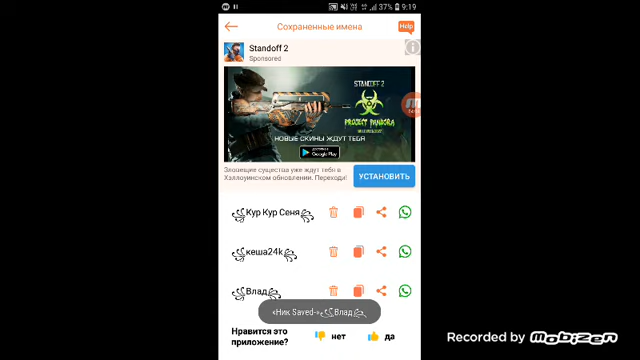 37% 9:19
Сохраненные имена
Help
Standoff 2
Sponsored
STANDOFF 2
PROJECT PANDORA
НОВЫЕ СКИНЫ ЖДУТ ТЕБЯ
Google Play
Зловещие существа уже ждут тебя в
Хэллоуинском обновлении. Переходи!
УСТАНОВИТЬ
Кур Кур Сеня
кеша24k
Влад
‹Ник Saved-»Влад
Нравится это
приложение?
нет
да
Recorded by Mobizen